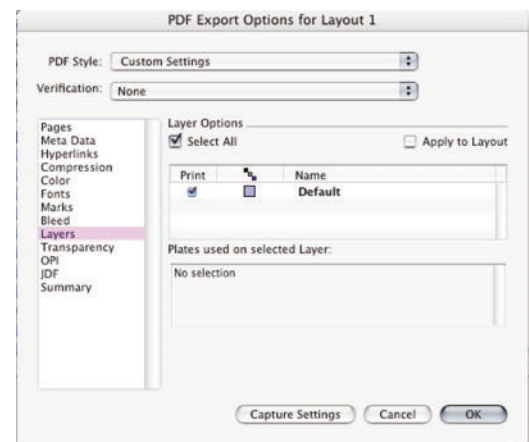 PDF Export Options for Layout 1
PDF Style: Custom Settings
Verification: None
Pages
Meta Data
Hyperlinks
Compression
Color
Fonts
Marks
Bleed
Layers
Transparency
OPI
JDF
Summary
Layer Options
Select All
Apply to Layout
Print Name
Default
Plates used on selected Layer:
No selection
Capture Settings Cancel OK